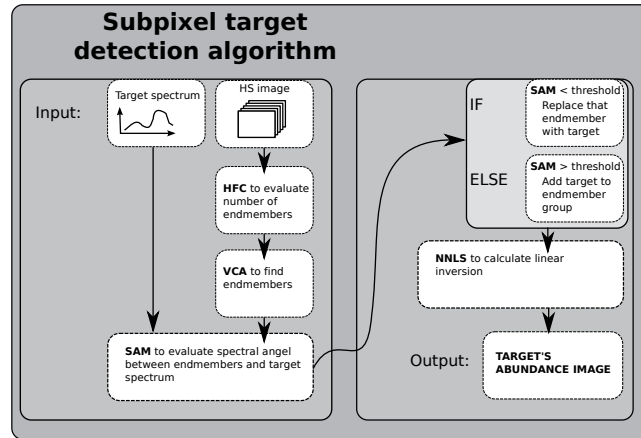 Subpixel target
detection algorithm
Input:
Target spectrum
HS image
HFC to evaluate
number of
endmembers
VCA to find
endmembers
SAM to evaluate spectral angel
between endmembers and target
spectrum
IF
SAM < threshold
Replace that
endmember
with target
ELSE
SAM > threshold
Add target to
endmember
group
NNLS to calculate linear
inversion
Output:
TARGET'S
ABUNDANCE IMAGE